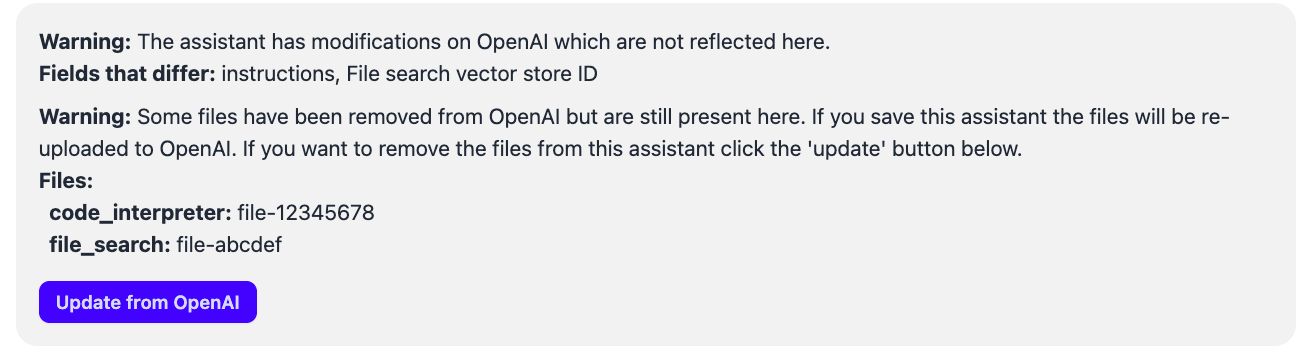 Warning: The assistant has modifications on OpenAI which are not reflected here.
Fields that differ: instructions, File search vector store ID
Warning: Some files have been removed from OpenAI but are still present here. If you save this assistant the files will be re-
uploaded to OpenAI. If you want to remove the files from this assistant click the 'update' button below.
Files:
code_interpreter: file-12345678
file_search: file-abcdef
Update from OpenAI